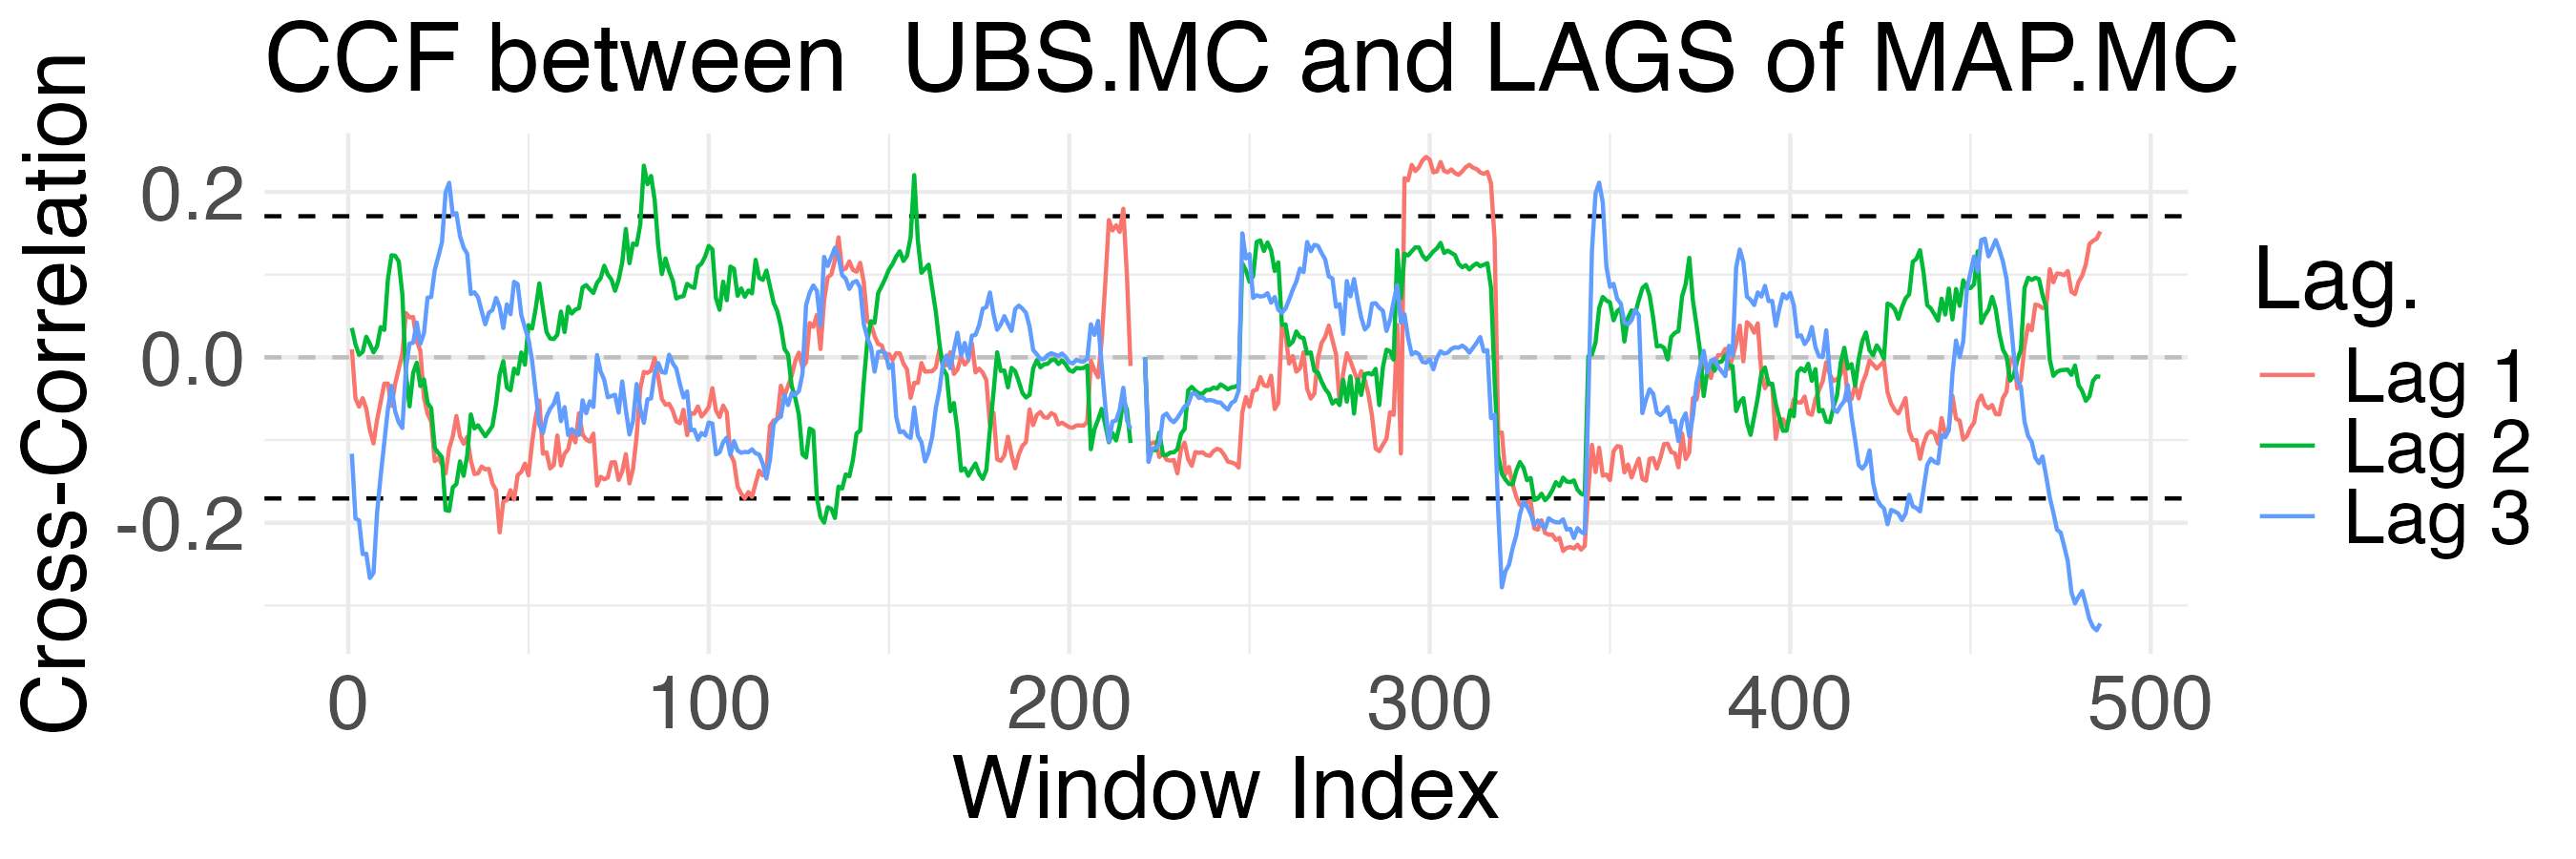 CCF between  UBS.MC and LAGS of MAP.MC
Cross-Correlation
0.2
0.0
-0.2
0 100 200 300 400 500
Window Index
Lag.
Lag 1
Lag 2
Lag 3